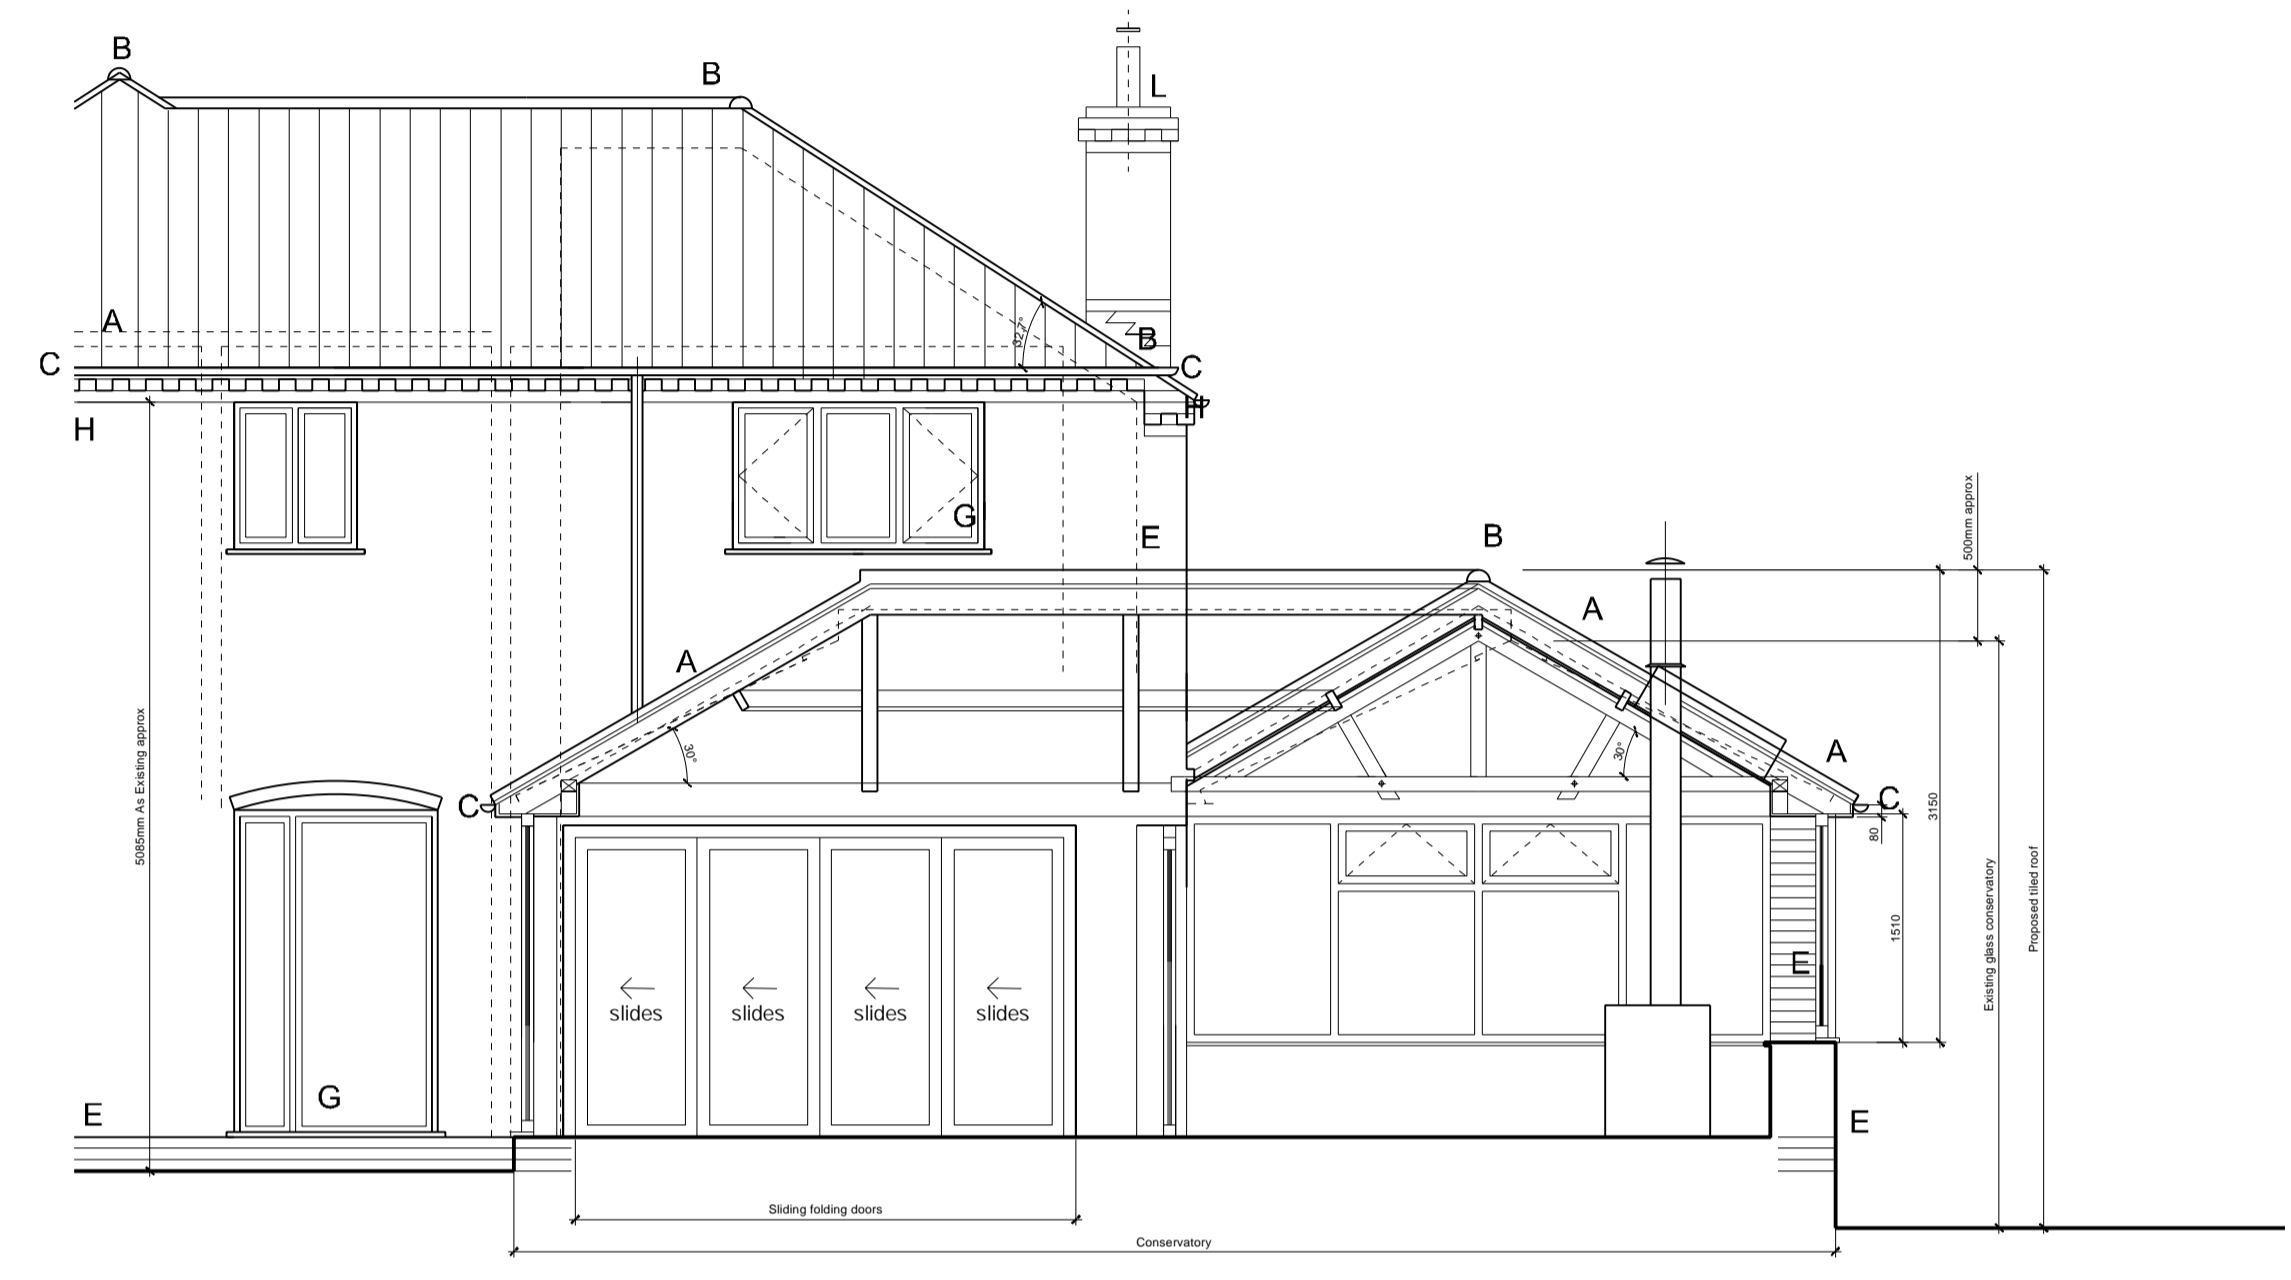 B
B
L
A
B
C
C
H
H
32.7°
G
E
B
500mm approx
A
A
30°
30°
A
5085mm As Existing approx
C
C
3150
80
1510
Existing glass conservatory
Proposed tiled roof
E
slides
slides
slides
slides
G
E
E
Sliding folding doors
Conservatory